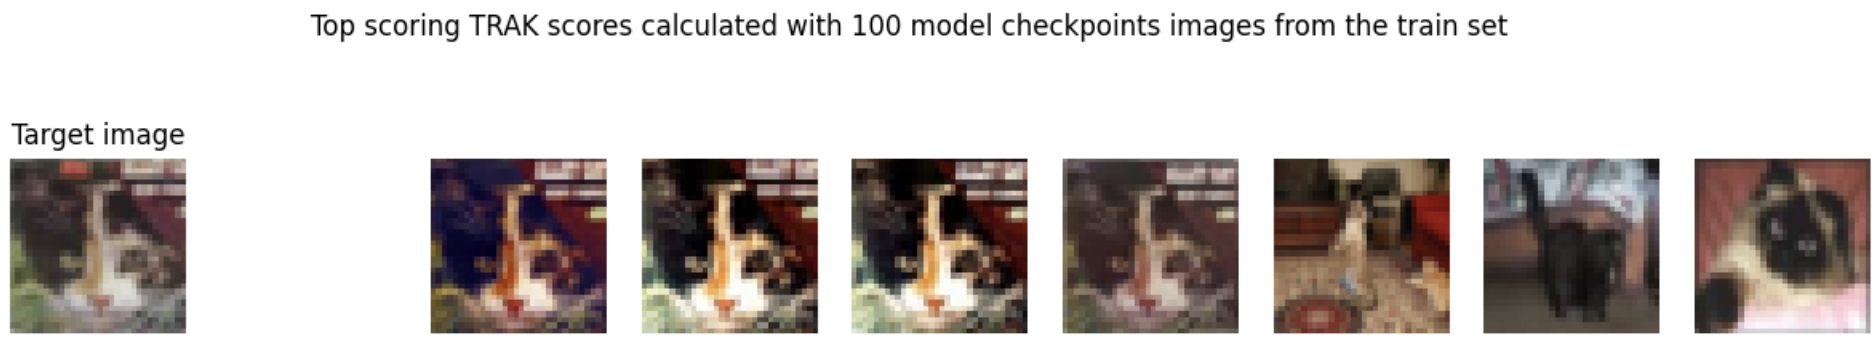 Top scoring TRAK scores calculated with 100 model checkpoints images from the train set
Target image